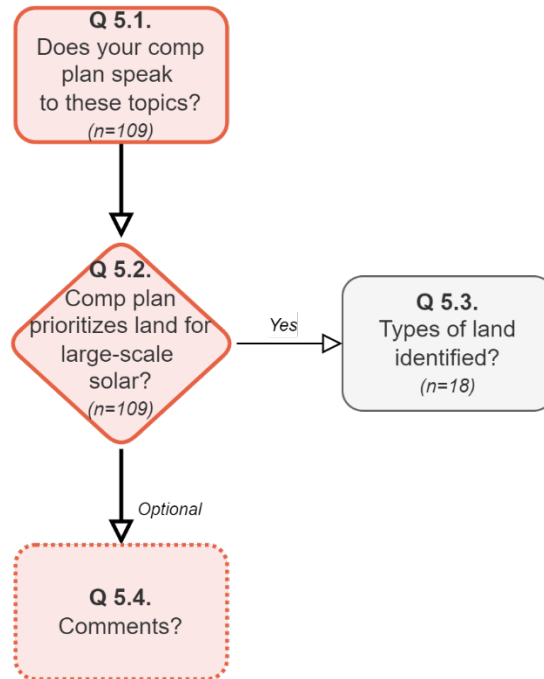 Q 5.1.
Does your comp
plan speak
to these topics?
(n=109)
Q 5.2.
Comp plan
prioritizes land for
large-scale
solar?
(n=109)
Yes
Q 5.3.
Types of land
identified?
(n=18)
Optional
Q 5.4.
Comments?